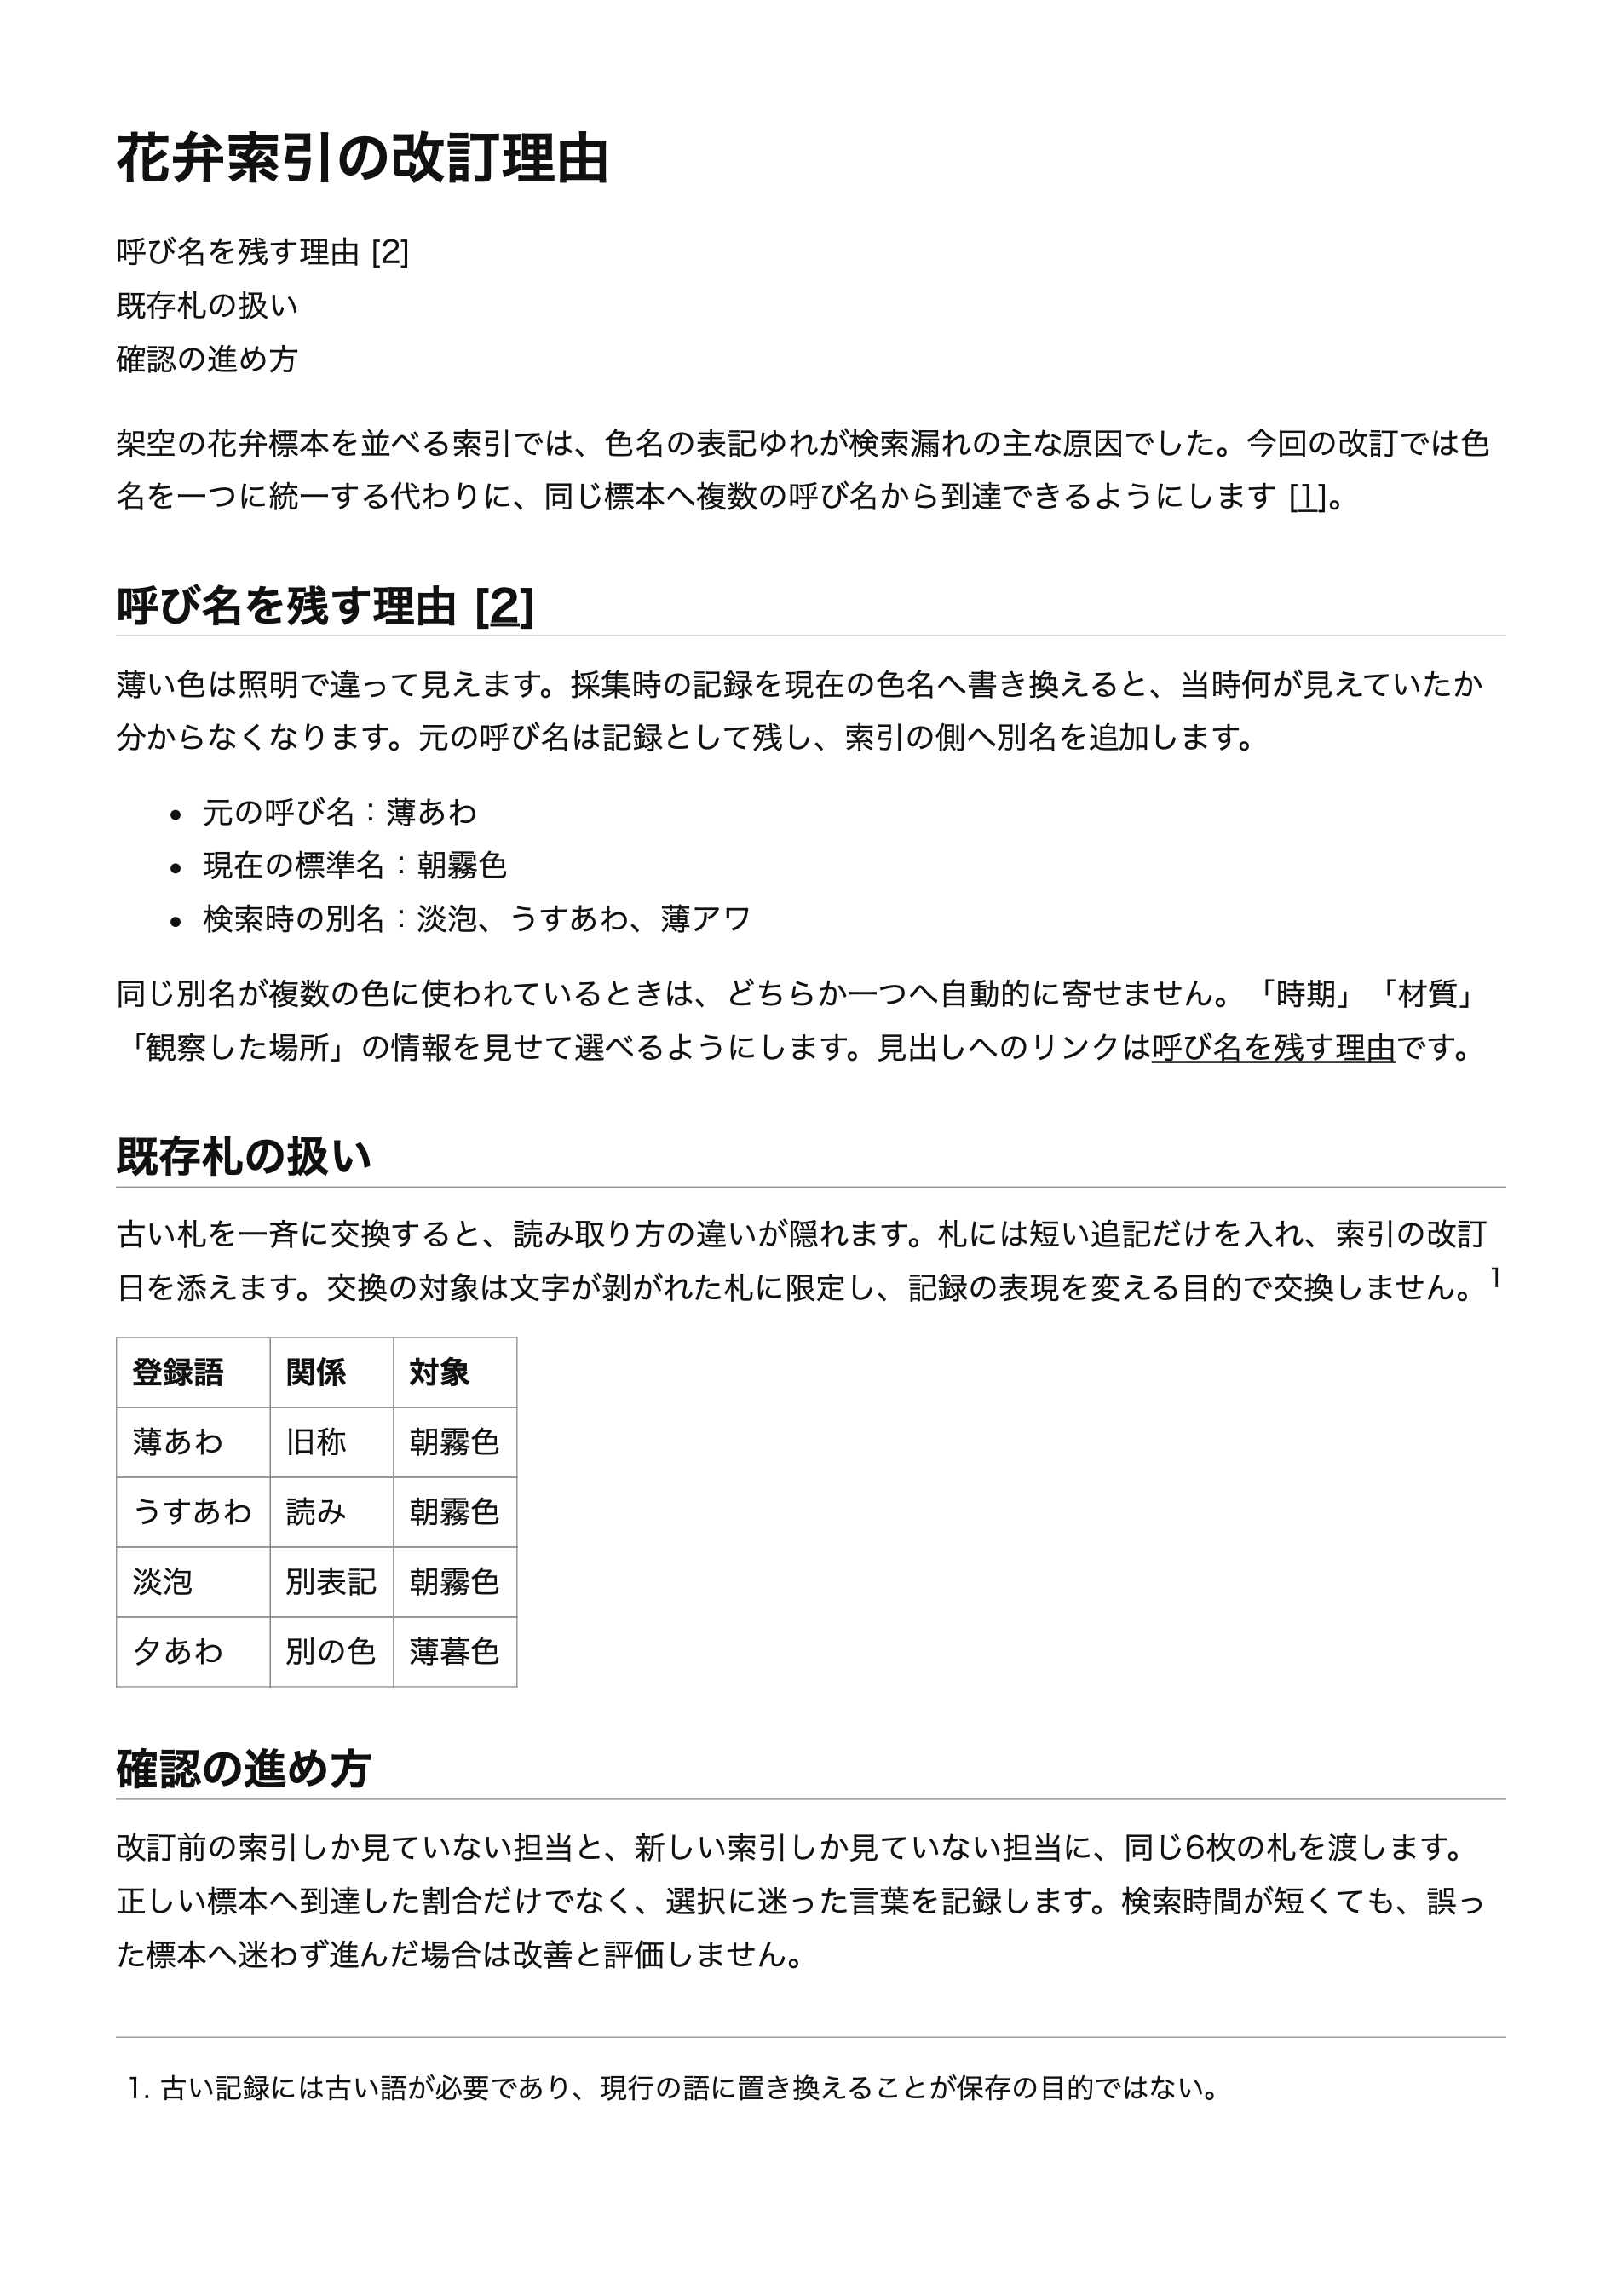 花弁索引の改訂理由
呼び名を残す理由 [2]
既存札の扱い
確認の進め方
架空の花弁標本を並べる索引では、色名の表記ゆれが検索漏れの主な原因でした。今回の改訂では色
名を一つに統一する代わりに、同じ標本へ複数の呼び名から到達できるようにします [1]。
呼び名を残す理由 [2]
薄い色は照明で違って見えます。採集時の記録を現在の色名へ書き換えると、当時何が見えていたか
分からなくなります。元の呼び名は記録として残し、索引の側へ別名を追加します。
• 元の呼び名：薄あわ
• 現在の標準名：朝霧色
• 検索時の別名：淡泡、うすあわ、薄アワ
同じ別名が複数の色に使われているときは、どちらか一つへ自動的に寄せません。「時期」「材質」
「観察した場所」の情報を見せて選べるようにします。見出しへのリンクは呼び名を残す理由です。
既存札の扱い
古い札を一斉に交換すると、読み取り方の違いが隠れます。札には短い追記だけを入れ、索引の改訂
日を添えます。交換の対象は文字が剝がれた札に限定し、記録の表現を変える目的で交換しません。1
登録語 関係 対象
薄あわ 旧称 朝霧色
うすあわ 読み 朝霧色
淡泡 別表記 朝霧色
夕あわ 別の色 薄暮色
確認の進め方
改訂前の索引しか見ていない担当と、新しい索引しか見ていない担当に、同じ6枚の札を渡します。
正しい標本へ到達した割合だけでなく、選択に迷った言葉を記録します。検索時間が短くても、誤っ
た標本へ迷わず進んだ場合は改善と評価しません。
1. 古い記録には古い語が必要であり、現行の語に置き換えることが保存の目的ではない。